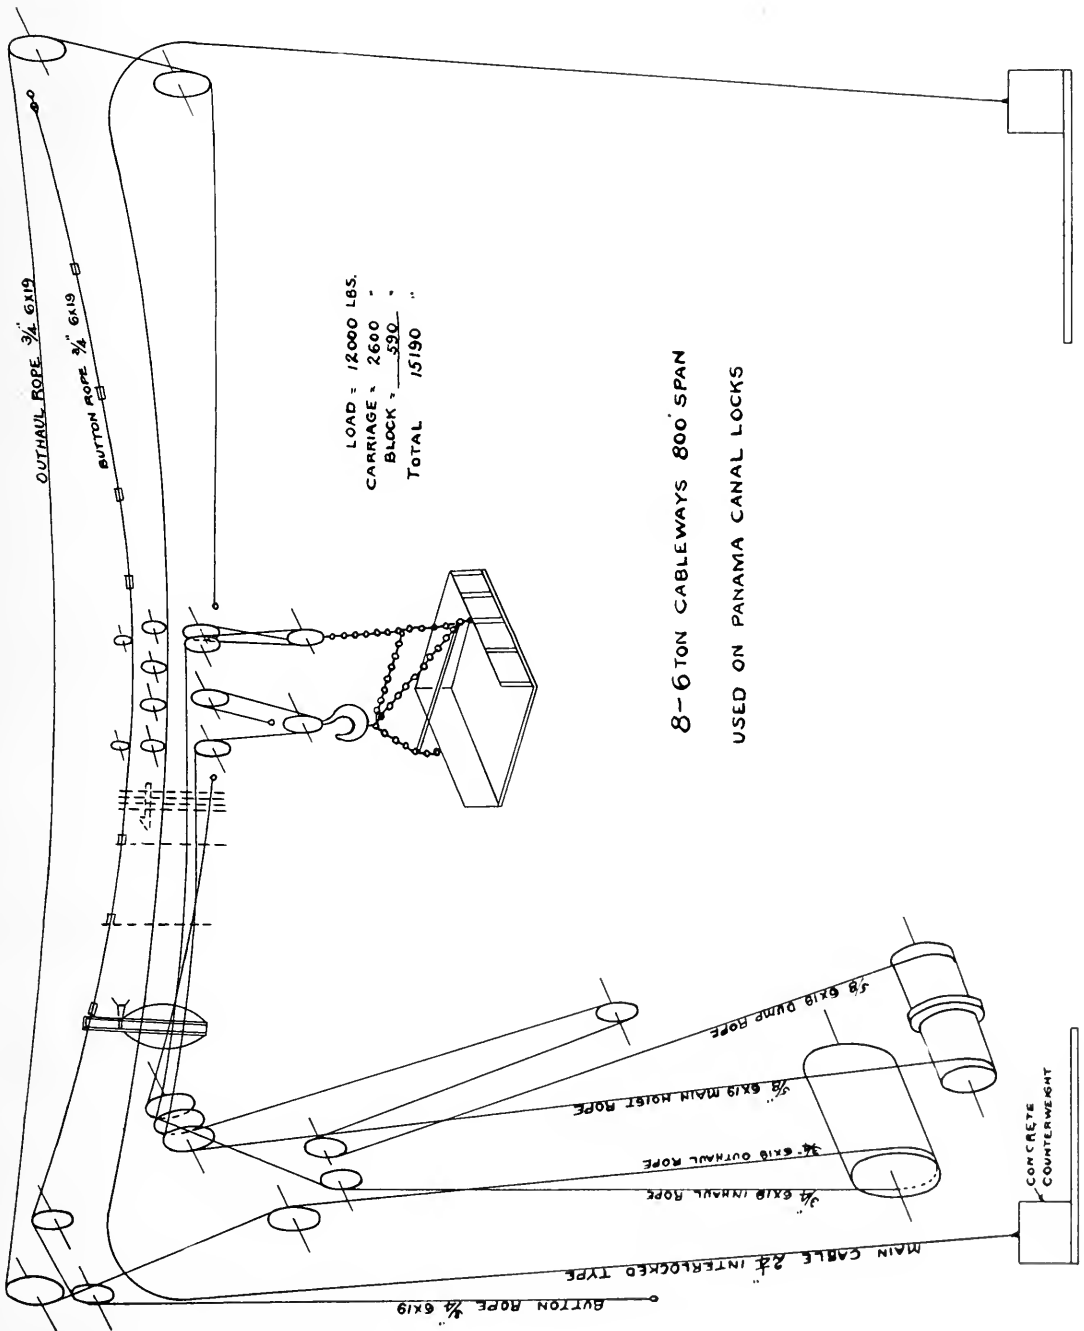 OUTHAUL ROPE 3/4" 6X19
BUTTON ROPE 3/4" 6X19
LOAD = 12000 LBS.
CARRIAGE = 2600 "
BLOCK = 590 "
TOTAL 15190 "
8-6 TON CABLEWAYS 800' SPAN
USED ON PANAMA CANAL LOCKS
5/8 6X19 DUMP ROPE
5/8" 6X19 MAIN HOIST ROPE
3/4" 6X19 OUTHAUL ROPE
3/4" 6X19 INHAUL ROPE
MAIN CABLE 2 1/4" INTERLOCKED TYPE
BUTTON ROPE 3/4" 6X19
CONCRETE
COUNTERWEIGHT